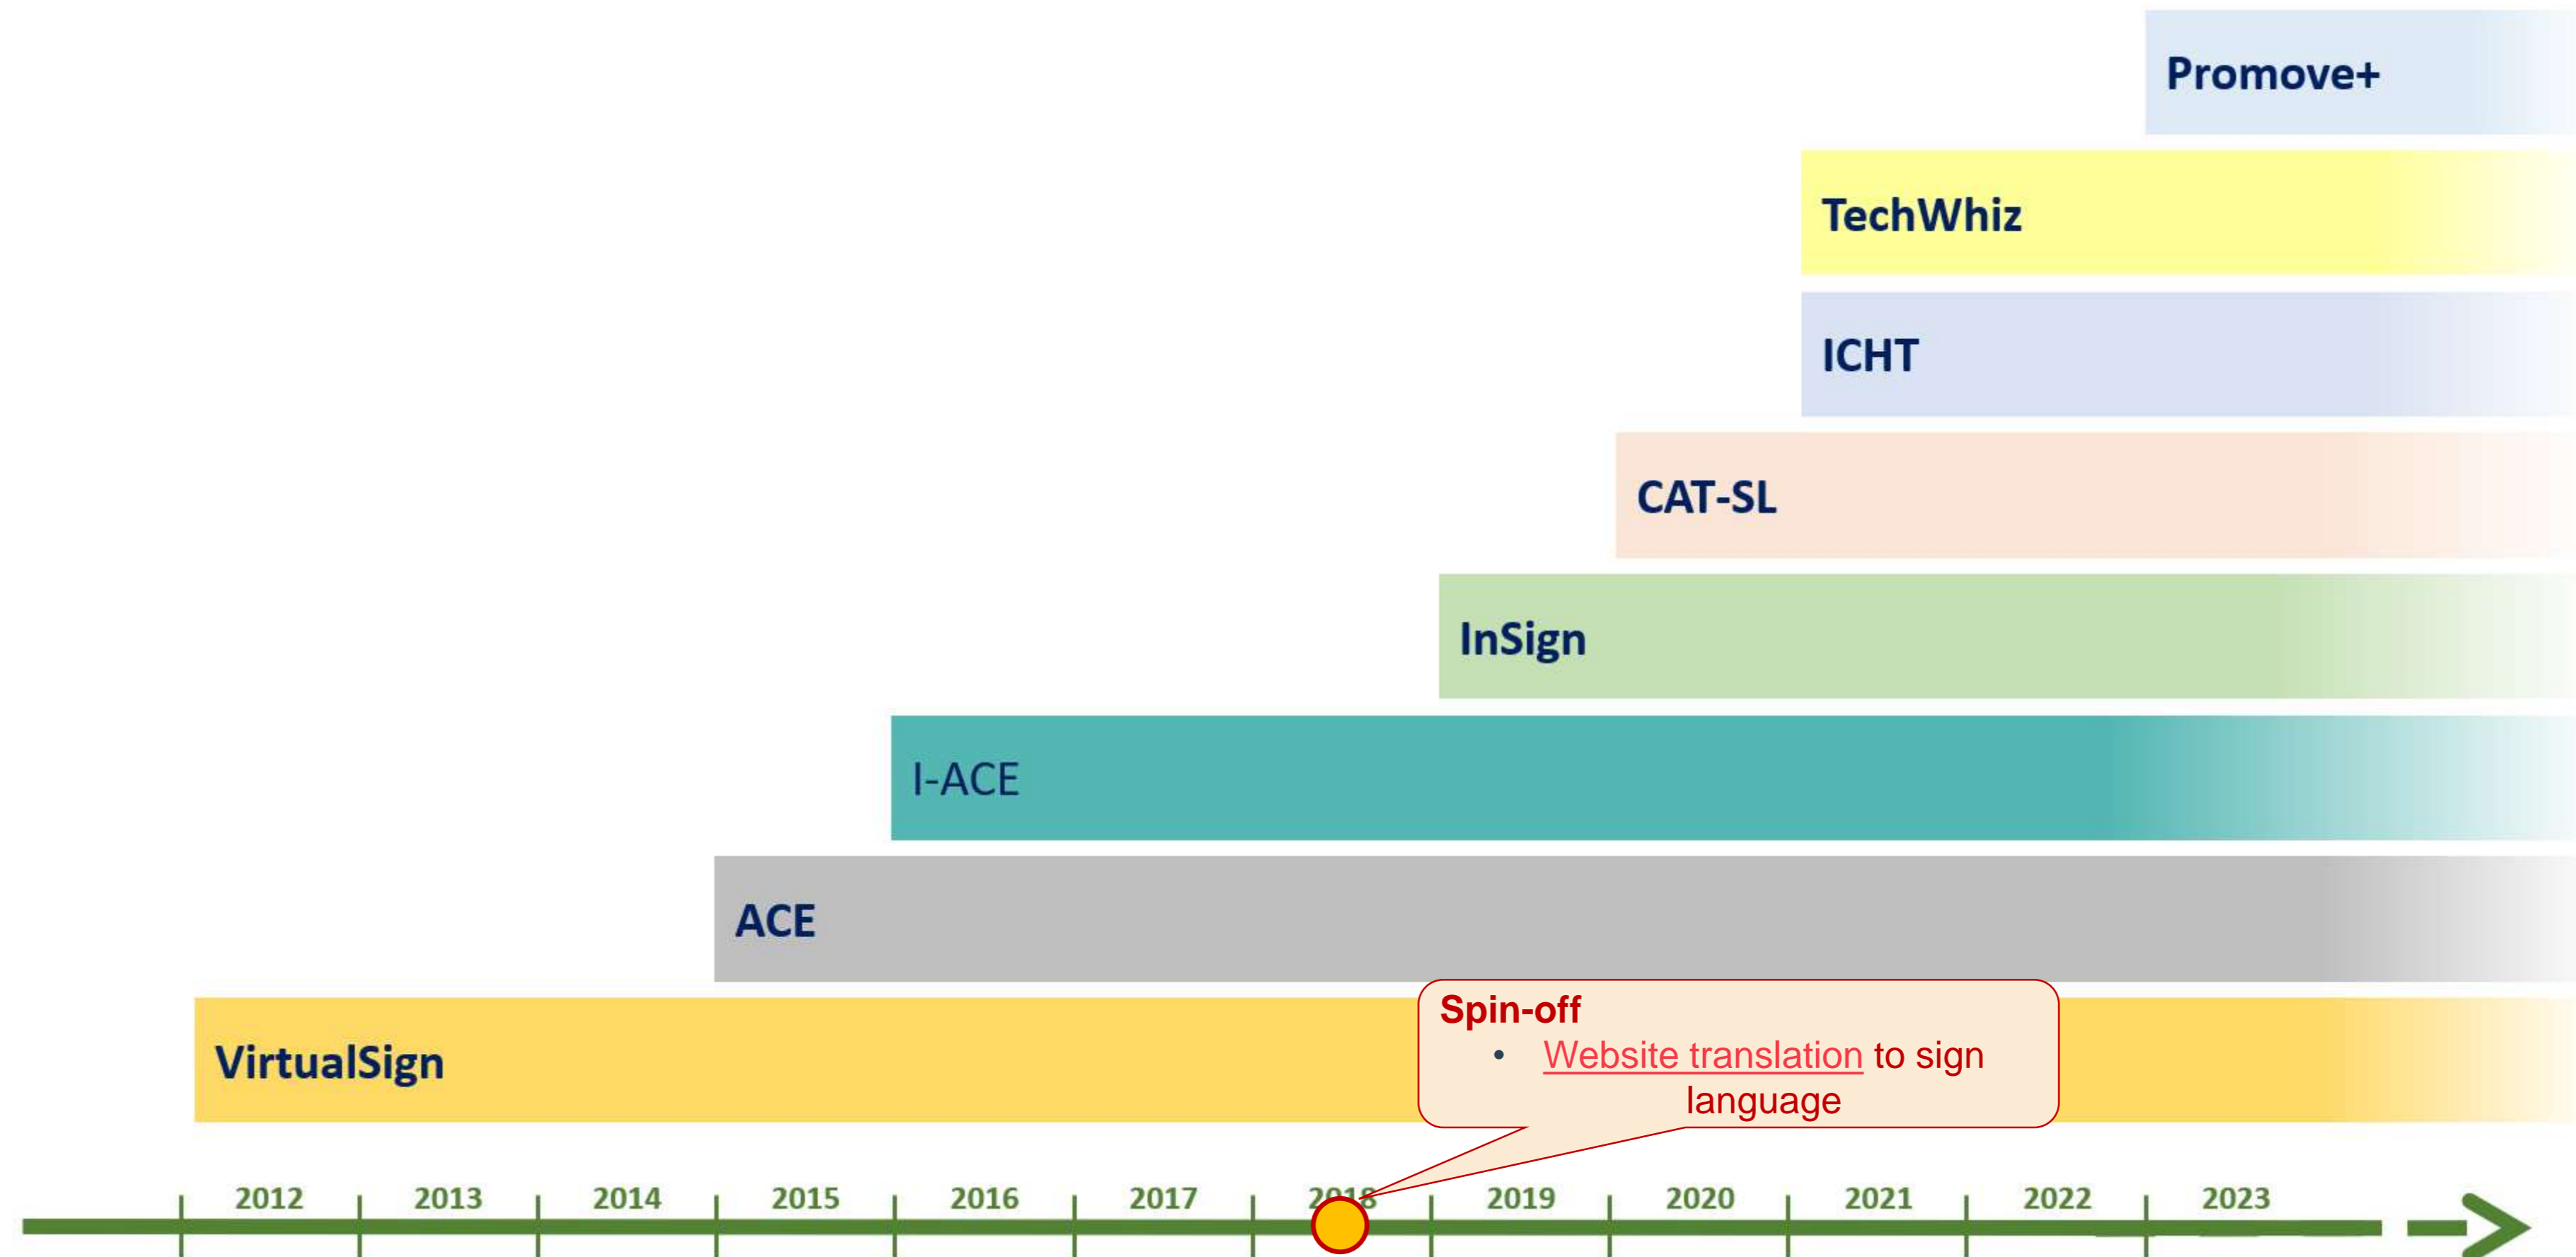 Promove+
TechWhiz
ICHT
CAT-SL
InSign
I-ACE
ACE
VirtualSign
Spin-off
• Website translation to sign
language
2012 2013 2014 2015 2016 2017 2018 2019 2020 2021 2022 2023